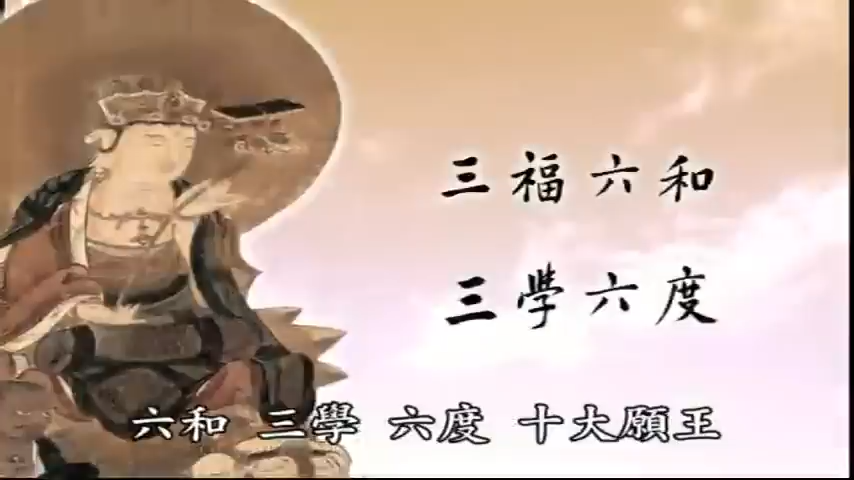 三福六和
三學六度
六和 三學 六度 十大願王